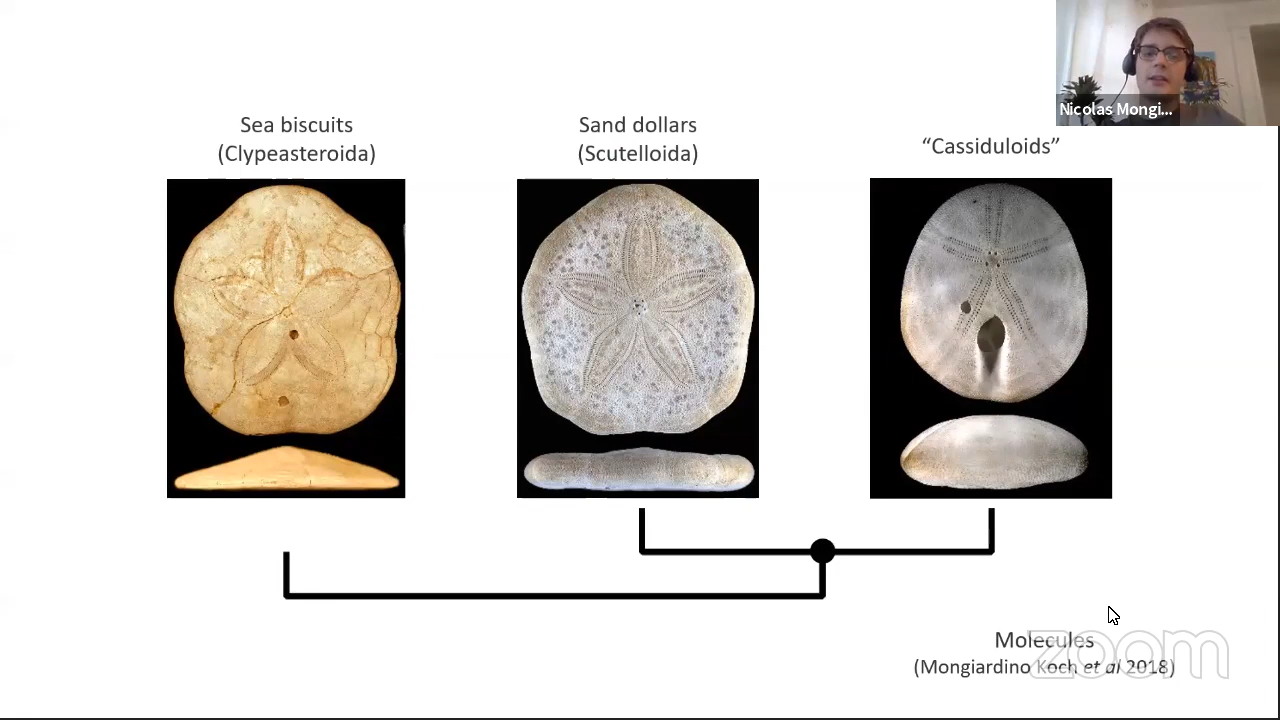 Nicolas Mongi...
Sea biscuits
(Clypeasteroida)
Sand dollars
(Scutelloida)
“Cassiduloids”
Molecules
(Mongiardino Koch et al 2018)
zoom